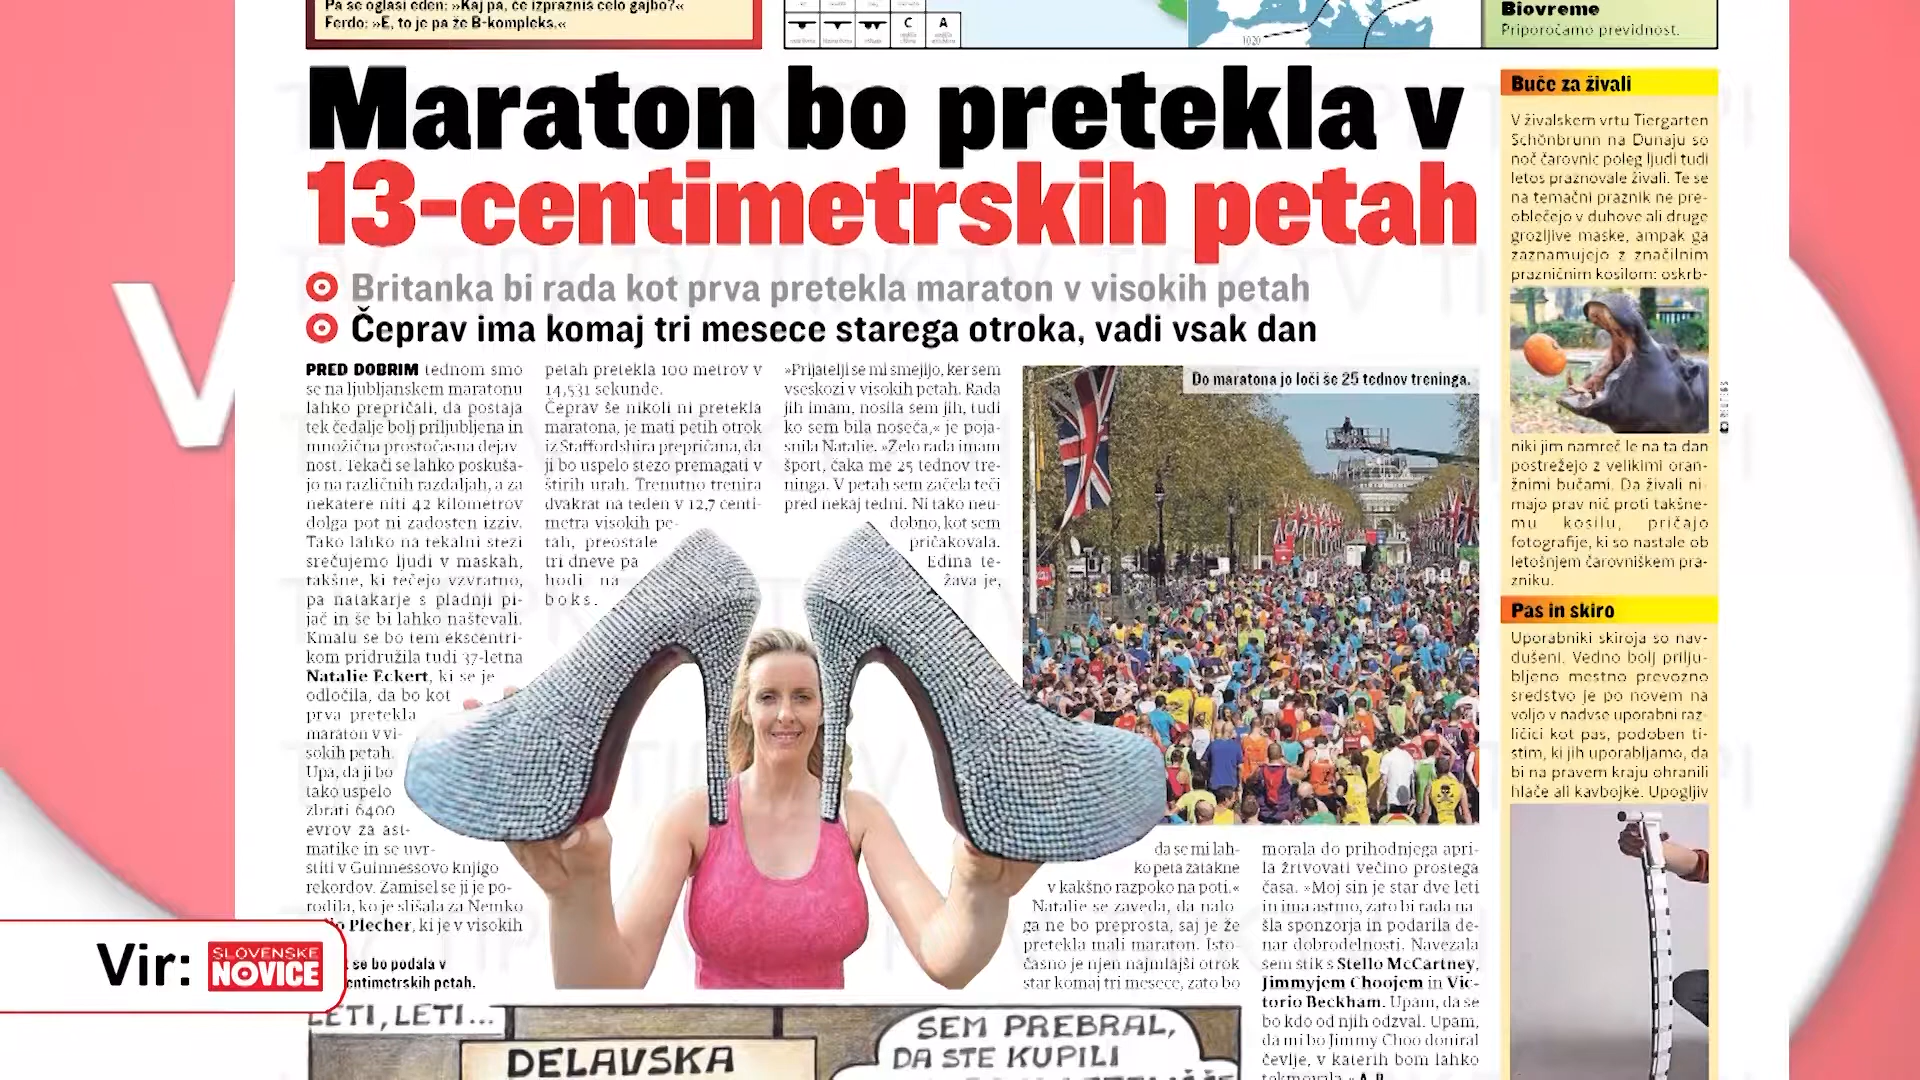 Pa se oglasi eden: »Kaj pa, če izprazniš celo gajbo?«
Ferdo: »E, to je pa že B-kompleks.«
C
A
1020
Biovreme
Priporočamo previdnost.
Maraton bo pretekla v
13-centimetrskih petah
Britanka bi rada kot prva pretekla maraton v visokih petah
Čeprav ima komaj tri mesece starega otroka, vadi vsak dan
PRED DOBRIM tednom smo
se na ljubljanskem maratonu
lahko prepričali, da postaja
tek čedalje bolj priljubljena in
množična prostočasna dejav-
nost. Tekači se lahko poskuša-
jo na različnih razdaljah, a za
nekatere niti 42 kilometrov
dolga pot ni zadosten izziv.
Tako lahko na tekalni stezi
srečujemo ljudi v maskah,
takšne, ki tečejo vzvratno,
pa natakarje s pladnji pi-
jač in še bi lahko naštevali.
Kmalu se bo tem ekscentri-
kom pridružila tudi 37-letna
Natalie Eckert, ki se je
odločila, da bo kot
prva pretekla
maraton v vi-
sokih petah.
Upa, da ji bo
tako uspelo
zbrati 6400
evrov za ast-
matike in se uvr-
stiti v Guinnessovo knjigo
rekordov. Zamisel se ji je po-
rodila, ko je slišala za Nemko
Plecher, ki je v visokih
se bo podala v
entimetrskih petah.
petah pretekla 100 metrov v
14,531 sekunde.
Čeprav še nikoli ni pretekla
maratona, je mati petih otrok
iz Staffordshira prepričana, da
ji bo uspelo stezo premagati v
štirih urah. Trenutno trenira
dvakrat na teden v 12,7 centi-
metra visokih pe-
tah, preostale
tri dneve pa
hodi na
boks.
»Prijatelji se mi smejijo, ker sem
vseskozi v visokih petah. Rada
jih imam, nosila sem jih, tudi
ko sem bila noseča,« je poja-
snila Natalie. »Zelo rada imam
šport, čaka me 25 tednov tre-
ninga. V petah sem začela teči
pred nekaj tedni. Ni tako neu-
dobno, kot sem
pričakovala.
Edina te-
žava je,
Do maratona jo loči še 25 tednov treninga.
da se mi lah-
ko peta zatakne
v kakšno razpoko na poti.«
Natalie se zaveda, da nalo-
ga ne bo preprosta, saj je že
pretekla mali maraton. Isto-
časno je njen najmlajši otrok
star komaj tri mesece, zato bo
morala do prihodnjega apri-
la žrtvovati večino prostega
časa. »Moj sin je star dve leti
in ima astmo, zato bi rada na-
šla sponzorja in podarila de-
nar dobrodelnosti. Navezala
sem stik s Stello McCartney,
Jimmyjem Choojem in Vic-
torio Beckham. Upam, da se
bo kdo od njih odzval. Upam,
da mi bo Jimmy Choo doniral
čevlje, v katerih bom lahko
tekmovala.« A. P.
Buče za živali
V živalskem vrtu Tiergarten
Schönbrunn na Dunaju so
noč čarovnic poleg ljudi tudi
letos praznovale živali. Te se
na temačni praznik ne pre-
oblečejo v duhove ali druge
grozljive maske, ampak ga
zaznamujejo z značilnim
prazničnim kosilom: oskrb-
niki jim namreč le na ta dan
postrežejo z velikimi oran-
žnimi bučami. Da živali ni-
majo prav nič proti takšne-
mu kosilu, pričajo
fotografije, ki so nastale ob
letošnjem čarovniškem pra-
zniku.
Pas in skiro
Uporabniki skiroja so nav-
dušeni. Vedno bolj prilju-
bljeno mestno prevozno
sredstvo je po novem na
voljo v nadvse uporabni raz-
ličici kot pas, podoben ti-
stim, ki jih uporabljamo, da
bi na pravem kraju ohranili
hlače ali kavbojke. Upogljiv
V
Vir: SLOVENSKE
NOVICE
LETI, LETI...
DELAVSKA
SEM PREBRAL,
DA STE KUPILI